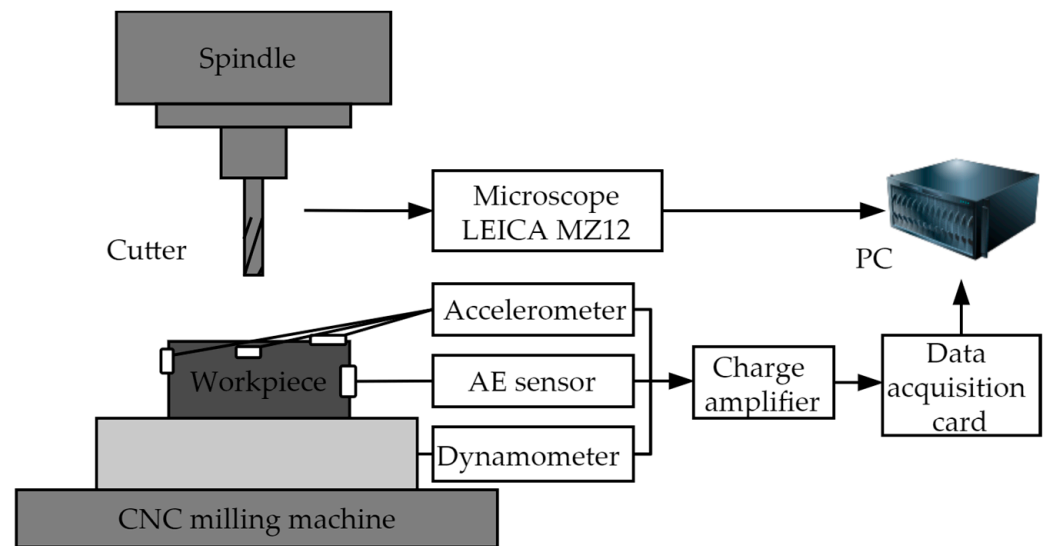 Spindle
Microscope
LEICA MZ12
Cutter
PC
Accelerometer
Workpiece
AE sensor
Charge
amplifier
Data
acquisition
card
Dynamometer
CNC milling machine